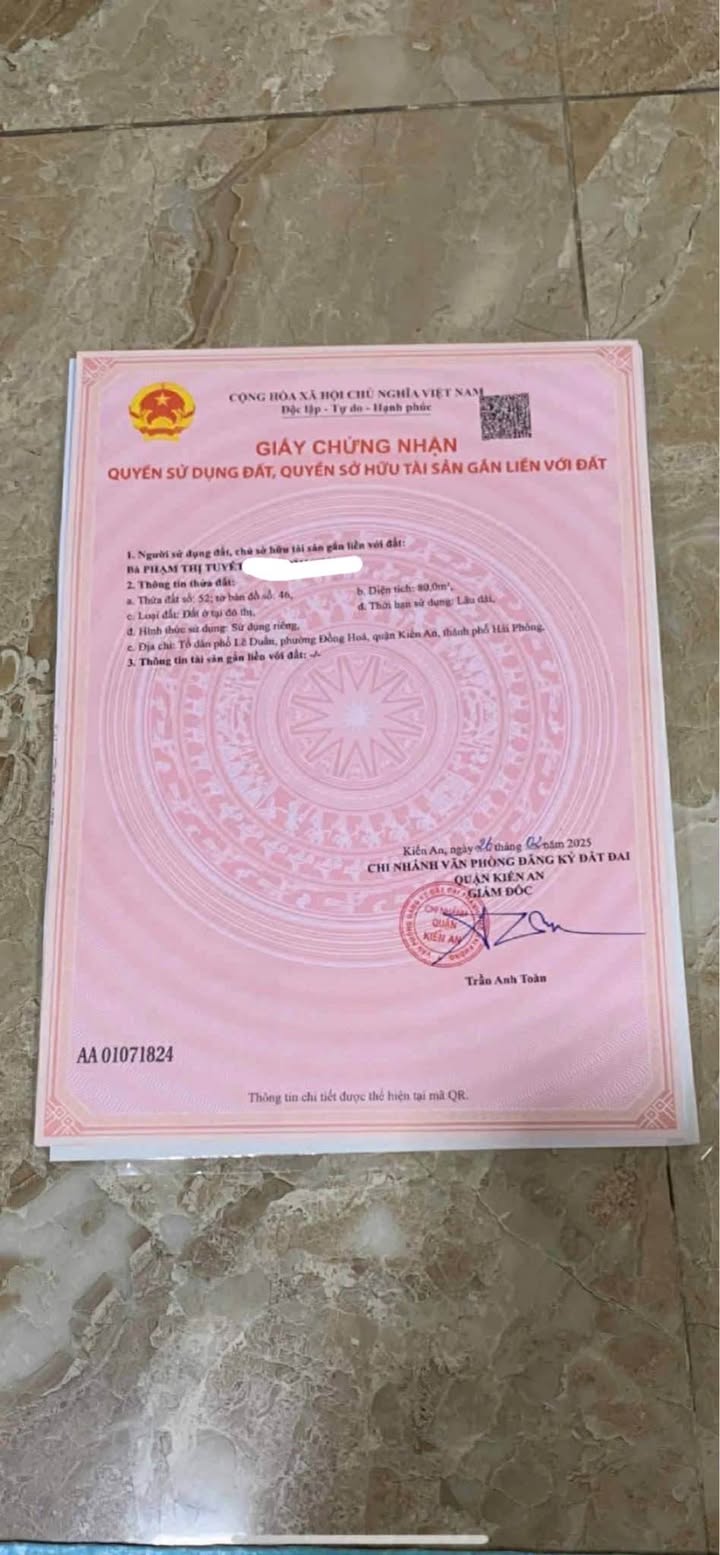 CỘNG HÒA XÃ HỘI CHỦ NGHĨA VIỆT NAM
Độc lập - Tự do - Hạnh phúc
GIẤY CHỨNG NHẬN
QUYỀN SỬ DỤNG ĐẤT, QUYỀN SỞ HỮU TÀI SẢN GẮN LIỀN VỚI ĐẤT
1. Người sử dụng đất, chủ sở hữu tài sản gắn liền với đất:
Bà PHẠM THỊ TUYẾT
2. Thông tin thửa đất:
a. Thửa đất số: 52; tờ bản đồ số: 46, b. Diện tích: 80,0m²,
c. Loại đất: Đất ở tại đô thị, d. Thời hạn sử dụng: Lâu dài,
đ. Hình thức sử dụng: Sử dụng riêng,
e. Địa chỉ: Tổ dân phố Lê Duẩn, phường Đồng Hoà, quận Kiến An, thành phố Hải Phòng.
3. Thông tin tài sản gắn liền với đất: -/-
Kiến An, ngày 26 tháng 02 năm 2025
CHI NHÁNH VĂN PHÒNG ĐĂNG KÝ ĐẤT ĐAI
QUẬN KIẾN AN
GIÁM ĐỐC
CHI NHÁNH
QUẬN
KIẾN AN
Trần Anh Toàn
AA 01071824
Thông tin chi tiết được thể hiện tại mã QR.